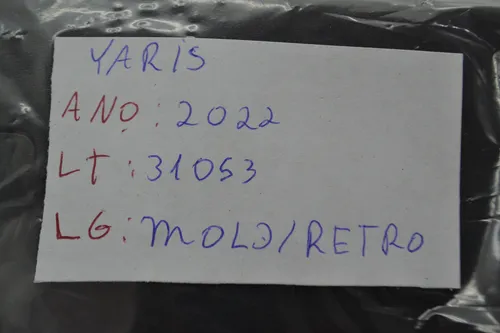 YARIS
ANO: 2022
LT: 31053
LG: MOLD/RETRO